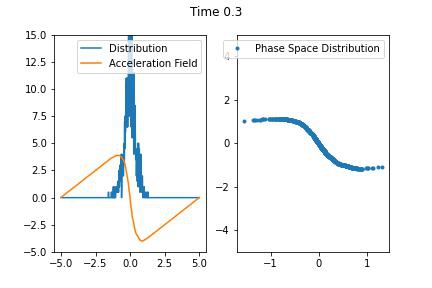 Time 0.3
15.0
12.5
10.0
7.5
5.0
2.5
0.0
−2.5
−5.0
−5.0 −2.5 0.0 2.5 5.0
Distribution
Acceleration Field
4
2
0
−2
−4
−1 0 1
Phase Space Distribution